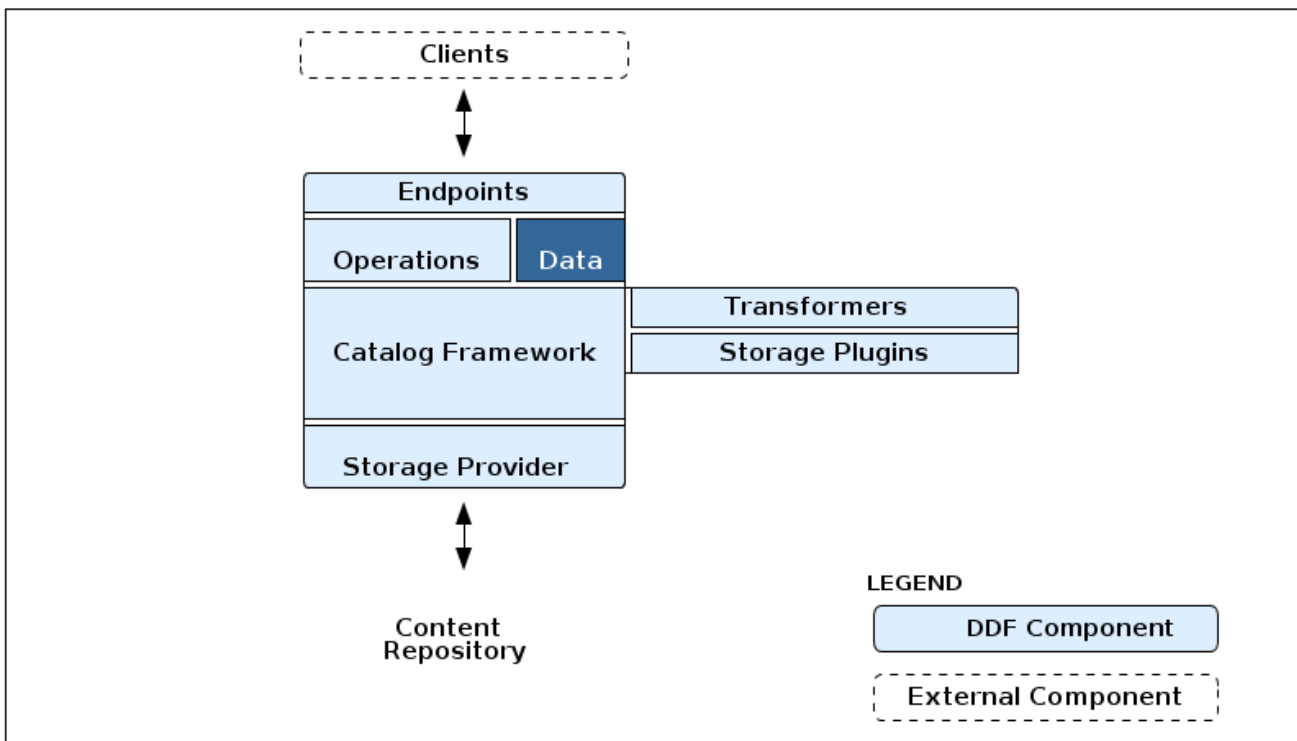 Clients
Endpoints
Operations
Data
Transformers
Catalog Framework
Storage Plugins
Storage Provider
Content
Repository
LEGEND
DDF Component
External Component